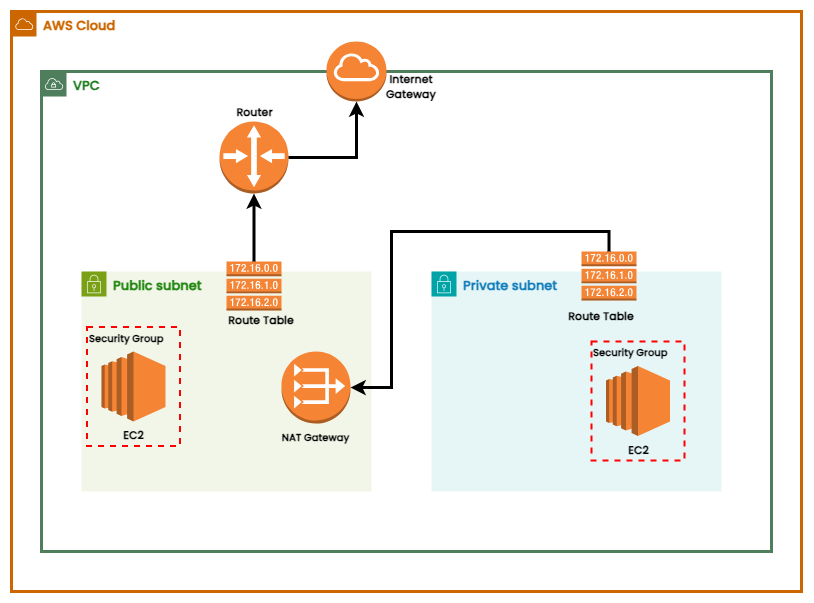 AWS Cloud
VPC
Internet
Gateway
Router
172.16.0.0
172.16.1.0
172.16.2.0
Public subnet
Route Table
Security Group
EC2
NAT Gateway
172.16.0.0
172.16.1.0
172.16.2.0
Private subnet
Route Table
Security Group
EC2